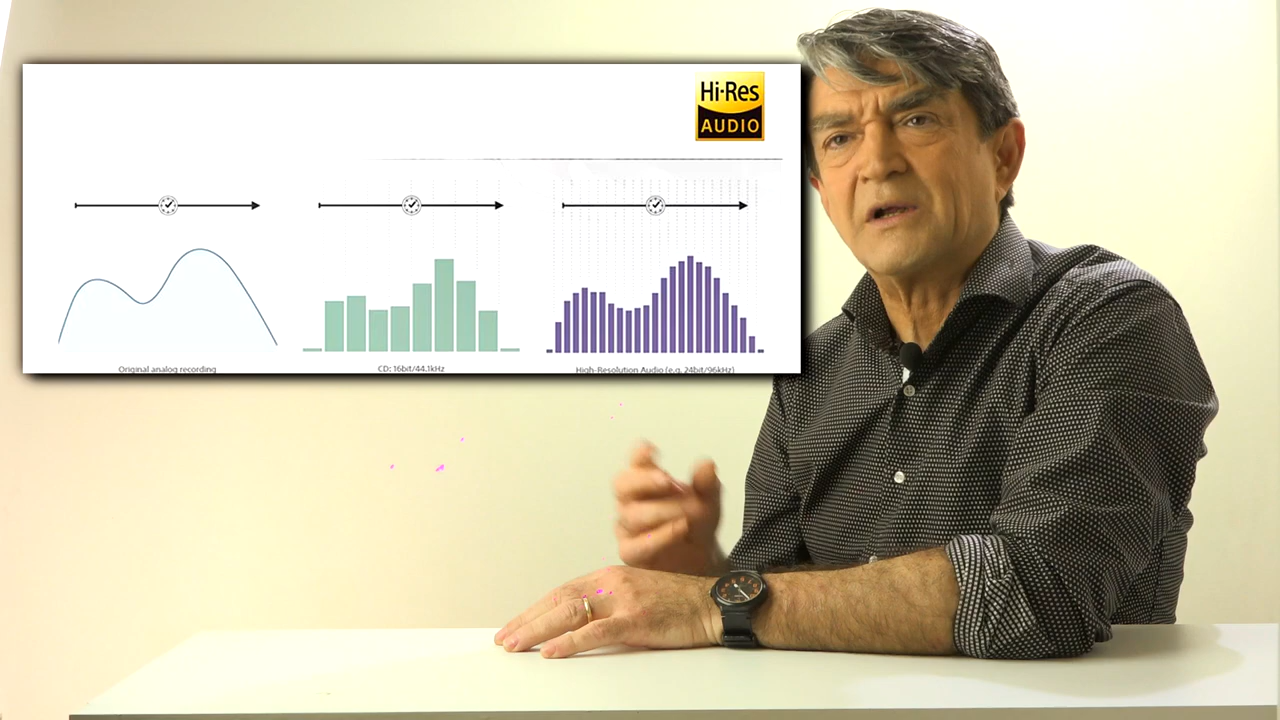 Hi-Res
AUDIO
Original analog recording
CD: 16bit/44.1kHz
High-Resolution Audio (e.g. 24bit/96kHz)